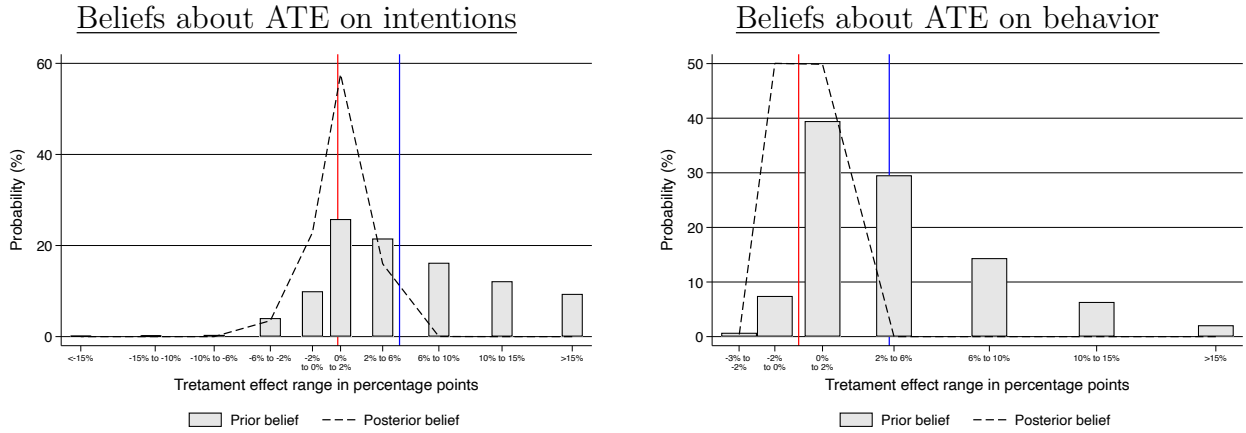 Beliefs about ATE on intentions
Probability (%)
60
40
20
0
<-15%
-15% to -10%
-10% to -6%
-6% to -2%
-2%
to 0%
0%
to 2%
2% to 6%
6% to 10%
10% to 15%
>15%
Tretament effect range in percentage points
Prior belief
Posterior belief
Beliefs about ATE on behavior
Probability (%)
50
40
30
20
10
0
-3% to
-2%
-2%
to 0%
0%
to 2%
2% to 6%
6% to 10%
10% to 15%
>15%
Tretament effect range in percentage points
Prior belief
Posterior belief